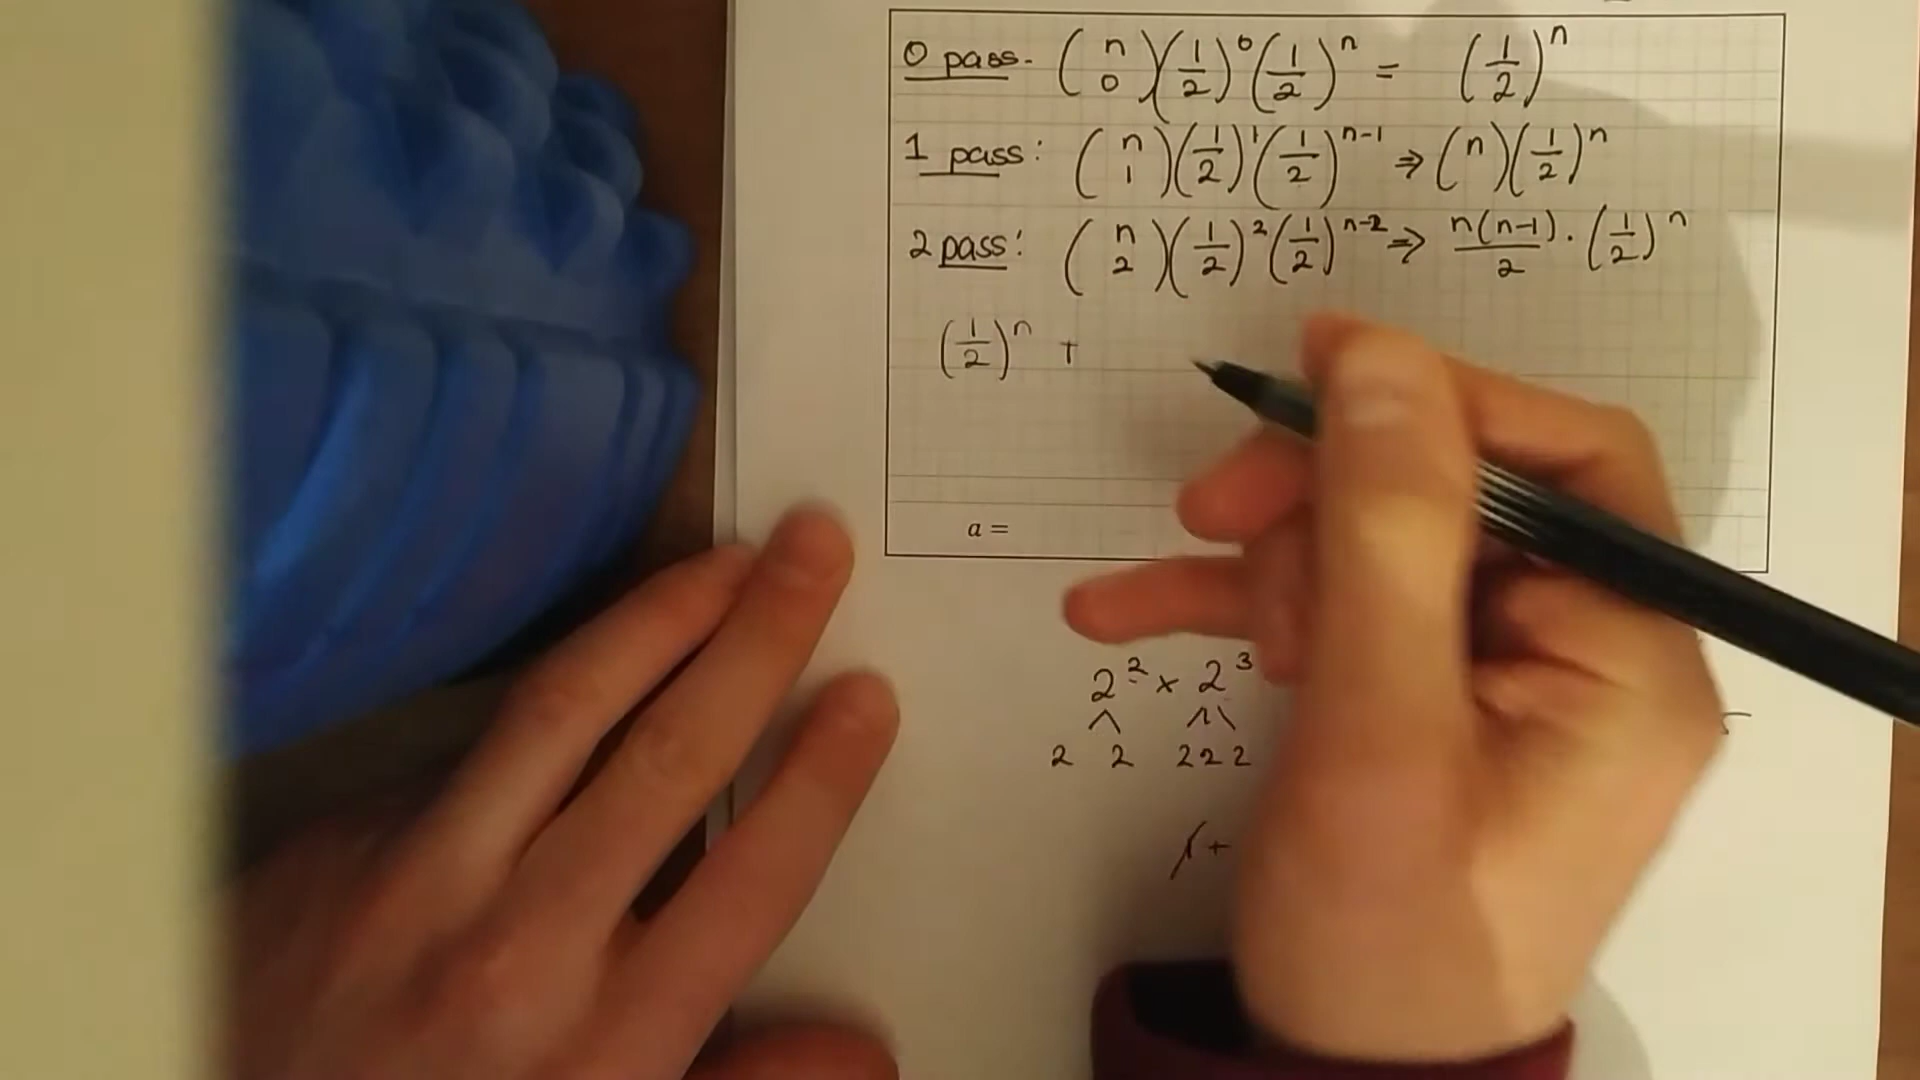 0 pass. (n 0)(1/2)^0(1/2)^n = (1/2)^n
1 pass: (n 1)(1/2)^1(1/2)^{n-1} ⇒ (n)(1/2)^n
2 pass: (n 2)(1/2)^2(1/2)^{n-2} ⇒ n(n-1)/2 · (1/2)^n
(1/2)^n +
a =
2^2 × 2^3
2 2 2 2 2